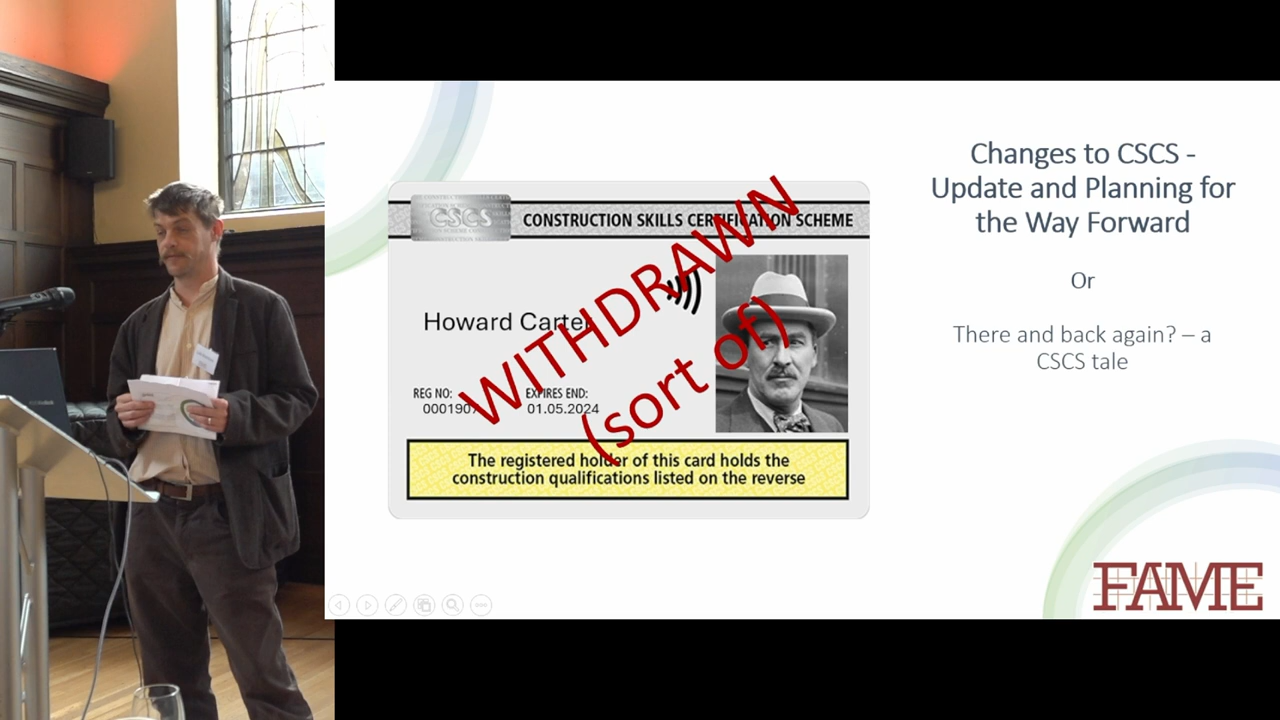 Changes to CSCS -
Update and Planning for
the Way Forward
Or
There and back again? – a
CSCS tale
CSCS
CONSTRUCTION SKILLS CERTIFICATION SCHEME
Howard Carter
REG NO:
EXPIRES END:
0001907
01.05.2024
WITHDRAWN
(sort of)
The registered holder of this card holds the
construction qualifications listed on the reverse
FAME